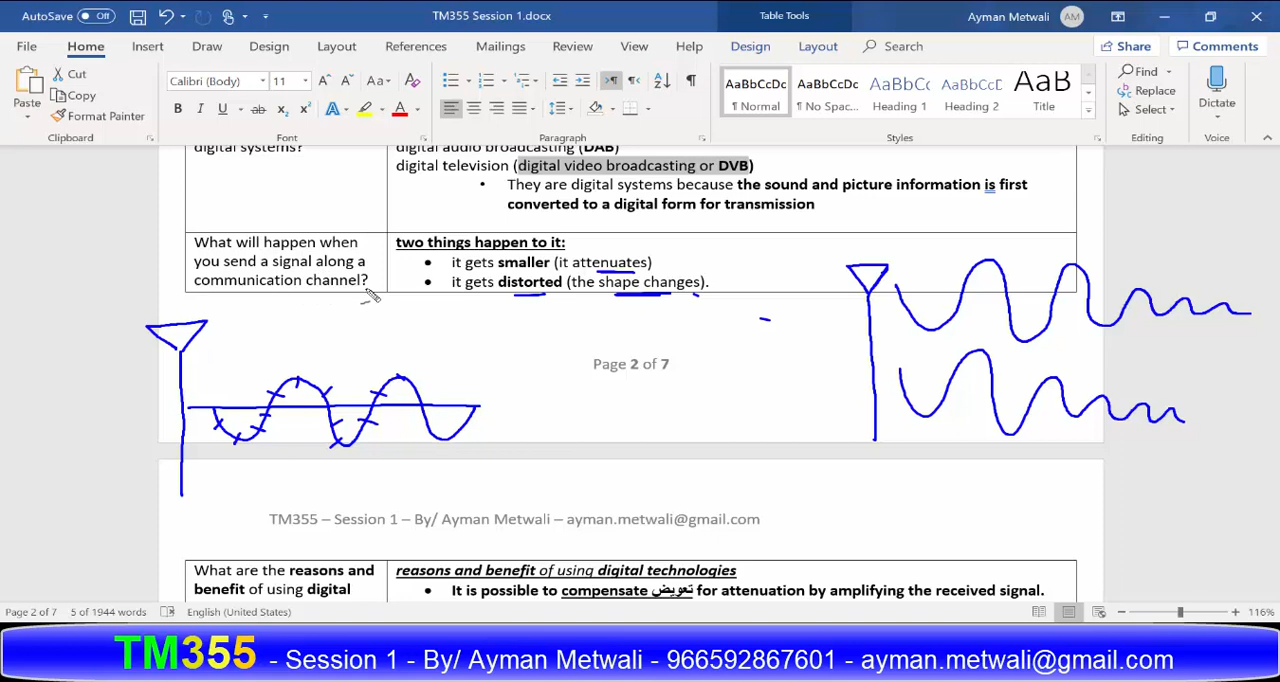 AutoSave Off TM355 Session 1.docx Table Tools Ayman Metwali AM
File Home Insert Draw Design Layout References Mailings Review View Help Design Layout Search Share Comments
Paste Cut Copy Format Painter
Calibri (Body) 11 Aa
B I U ab x₂ x² A A
AaBbCcDc AaBbCcDc AaBbCc AaBbCcD AaB
¶ Normal ¶ No Spac... Heading 1 Heading 2 Title
Find Replace Select Dictate
Clipboard Font Paragraph Styles Editing Voice
digital systems? digital audio broadcasting (DAB)
digital television (digital video broadcasting or DVB)
• They are digital systems because the sound and picture information is first
converted to a digital form for transmission
What will happen when
you send a signal along a
communication channel?
two things happen to it:
• it gets smaller (it attenuates)
• it gets distorted (the shape changes).
Page 2 of 7
TM355 – Session 1 – By/ Ayman Metwali – ayman.metwali@gmail.com
What are the reasons and
benefit of using digital
reasons and benefit of using digital technologies
• It is possible to compensate تعويض for attenuation by amplifying the received signal.
Page 2 of 7 5 of 1944 words English (United States) 116%
TM355 - Session 1 - By/ Ayman Metwali - 966592867601 - ayman.metwali@gmail.com